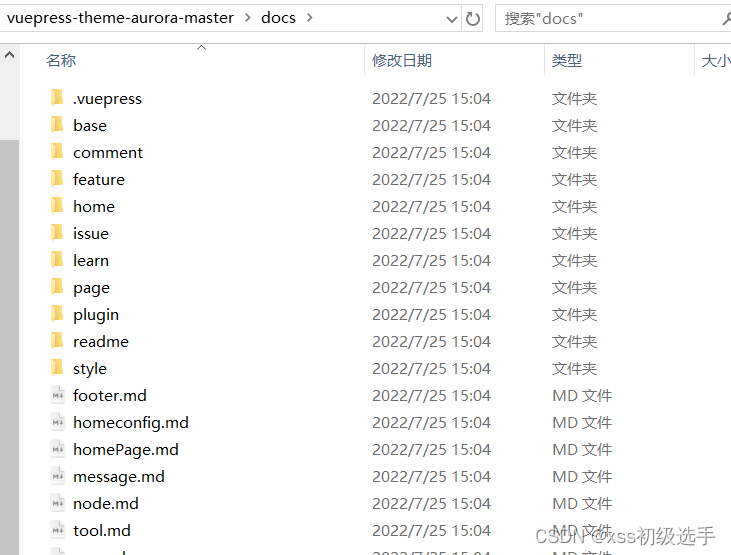 vuepress-theme-aurora-master > docs >
搜索"docs"
名称 修改日期 类型 大小
.vuepress 2022/7/25 15:04 文件夹
base 2022/7/25 15:04 文件夹
comment 2022/7/25 15:04 文件夹
feature 2022/7/25 15:04 文件夹
home 2022/7/25 15:04 文件夹
issue 2022/7/25 15:04 文件夹
learn 2022/7/25 15:04 文件夹
page 2022/7/25 15:04 文件夹
plugin 2022/7/25 15:04 文件夹
readme 2022/7/25 15:04 文件夹
style 2022/7/25 15:04 文件夹
footer.md 2022/7/25 15:04 MD 文件
homeconfig.md 2022/7/25 15:04 MD 文件
homePage.md 2022/7/25 15:04 MD 文件
message.md 2022/7/25 15:04 MD 文件
node.md 2022/7/25 15:04 MD 文件
tool.md 2022/7/25 15:04 MD 文件
CSDN @xss初级选手